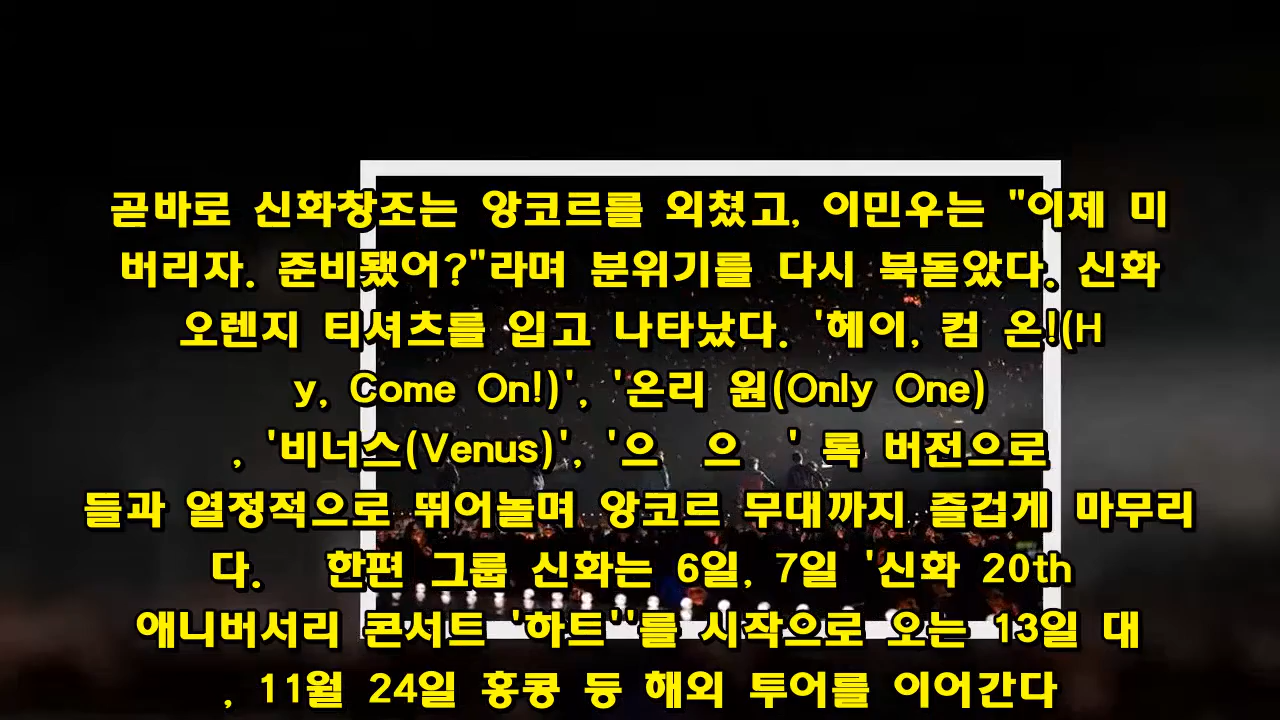 곧바로 신화창조는 앙코르를 외쳤고, 이민우는 "이제 미
버리자. 준비됐어?"라며 분위기를 다시 북돋았다. 신화
오렌지 티셔츠를 입고 나타났다. '헤이, 컴 온!(H
y, Come On!)', '온리 원(Only One)
, '비너스(Venus)', '으 으 ' 록 버전으로
들과 열정적으로 뛰어놀며 앙코르 무대까지 즐겁게 마무리
다. 한편 그룹 신화는 6일, 7일 '신화 20th
애니버서리 콘서트 '하트''를 시작으로 오는 13일 대
, 11월 24일 홍콩 등 해외 투어를 이어간다